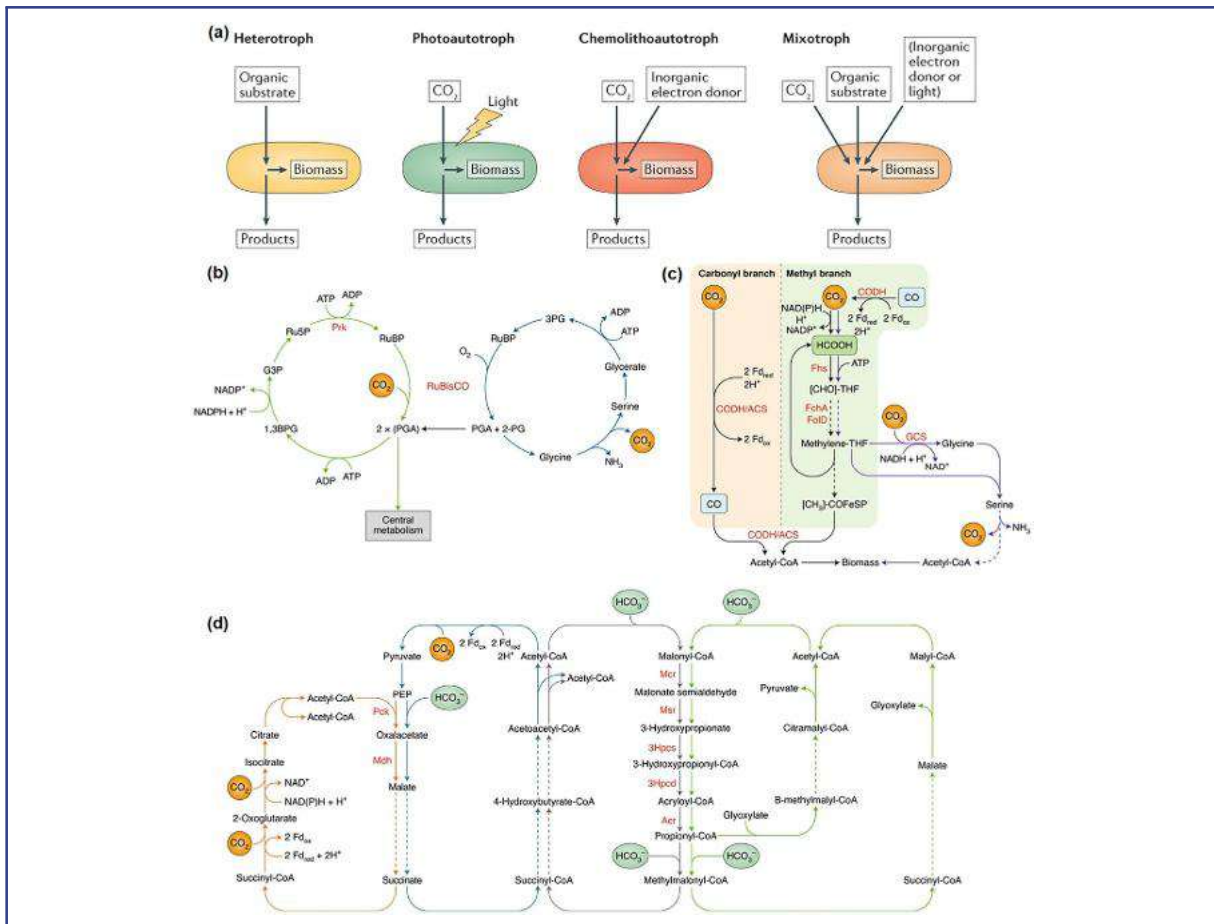 (a)
Heterotroph
Photoautotroph
Chemolithoautotroph
Mixotroph
Organic
substrate
CO2
Light
CO2
Inorganic
electron donor
CO2
Organic
substrate
(Inorganic
electron
donor or
light)
Biomass
Biomass
Biomass
Biomass
Products
Products
Products
Products
(b)
ATP
ADP
Prk
Ru5P
RuBP
G3P
CO2
NADP+
NADPH + H+
1,3BPG
2 × (PGA)
ADP
ATP
Central
metabolism
RuBisCO
3PG
ADP
ATP
RuBP
O2
Glycerate
Serine
CO2
NH3
PGA + 2-PG
Glycine
(c)
Carbonyl branch
Methyl branch
CO2
CO2
CODH
CO
NAD(P)H
H+
NADP+
2 Fdred
2 Fdox
2H+
HCOOH
Fhs
ATP
[CHO]-THF
2 Fdred
2H+
CODH/ACS
2 Fdox
FchA
FolD
CO2
Methylene-THF
GCS
Glycine
NADH + H+
NAD+
CO
[CH3]-COFeSP
Serine
CO2
NH3
CODH/ACS
Acetyl-CoA
Biomass
Acetyl-CoA
(d)
HCO3−
HCO3−
Pyruvate
CO2
2 Fdox
2 Fdred
2H+
Acetyl-CoA
Malonyl-CoA
Acetyl-CoA
Malyl-CoA
Acetyl-CoA
Mcr
Pyruvate
PEP
HCO3−
Malonate semialdehyde
Acetyl-CoA
Acetyl-CoA
Pck
Msr
Glyoxylate
Citrate
Oxalacetate
Acetoacetyl-CoA
3-Hydroxypropionate
Citramalyl-CoA
Mdh
3Hpcs
Isocitrate
3-Hydroxypropionyl-CoA
Malate
CO2
NAD+
Malate
3Hpcd
NAD(P)H + H+
4-Hydroxybutyrate-CoA
Acryloyl-CoA
B-methylmalyl-CoA
2-Oxoglutarate
Acr
Glyoxylate
CO2
2 Fdox
Propionyl-CoA
2 Fdred + 2H+
HCO3−
HCO3−
Succinyl-CoA
Succinate
Succinyl-CoA
Methylmalonyl-CoA
Succinyl-CoA